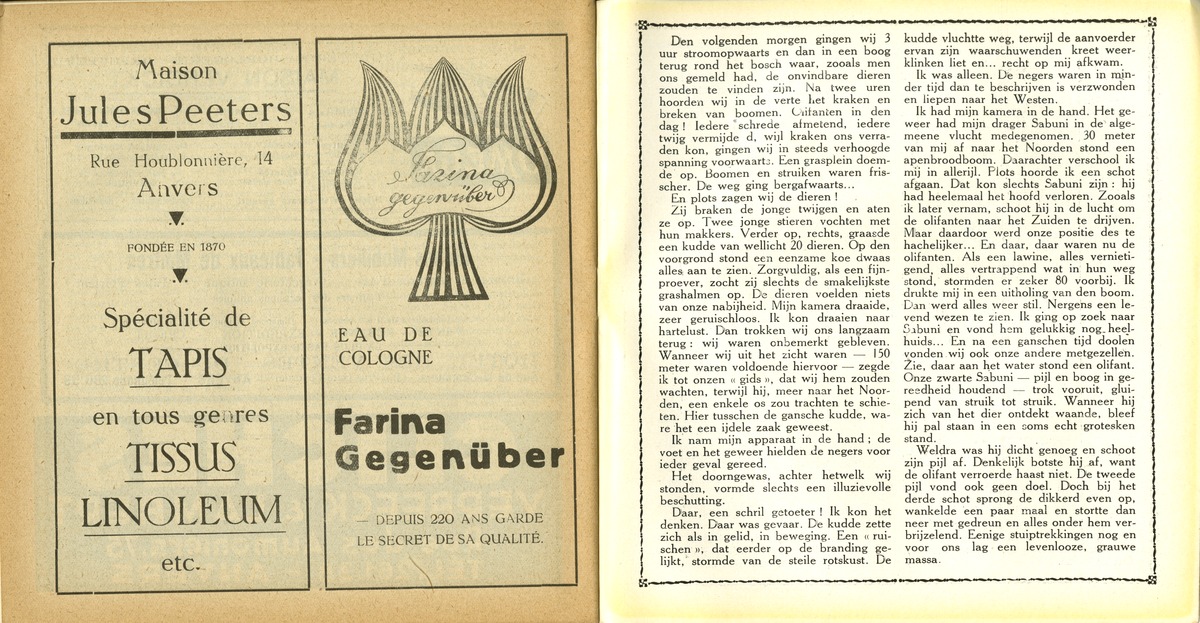 Maison
Jules Peeters
Rue Houblonnière, 14
Anvers
FONDÉE EN 1870
Spécialité de
TAPIS
en tous genres
TISSUS
LINOLEUM
etc.
Farina
gegenüber
EAU DE
COLOGNE
Farina
Gegenüber
— DEPUIS 220 ANS GARDE
LE SECRET DE SA QUALITÉ.
Den volgenden morgen gingen wij 3
uur stroomopwaarts en dan in een boog
terug rond het bosch waar, zooals men
ons gemeld had, de onvindbare dieren
zouden te vinden zijn. Na twee uren
hoorden wij in de verte het kraken en
breken van boomen. Olifanten in den
dag ! Iedere schrede afmetend, iedere
twijg vermijde d, wijl kraken ons verra-
den kon, gingen wij in steeds verhoogde
spanning voorwaarts. Een grasplein doem-
de op. Boomen en struiken waren fris-
scher. De weg ging bergafwaarts...
En plots zagen wij de dieren !
Zij braken de jonge twijgen en aten
ze op. Twee jonge stieren vochten met
hun makkers. Verder op, rechts, graasde
een kudde van wellicht 20 dieren. Op den
voorgrond stond een eenzame koe dwaas
alles aan te zien. Zorgvuldig, als een fijn-
proever, zocht zij slechts de smakelijkste
grashalmen op. De dieren voelden niets
van onze nabijheid. Mijn kamera draaide,
zeer geruischloos. Ik kon draaien naar
hartelust. Dan trokken wij ons langzaam
terug : wij waren onbemerkt gebleven.
Wanneer wij uit het zicht waren — 150
meter waren voldoende hiervoor — zegde
ik tot onzen « gids », dat wij hem zouden
wachten, terwijl hij, meer naar het Noor-
den, een enkele os zou trachten te schie-
ten. Hier tusschen de gansche kudde, wa-
re het een ijdele zaak geweest.
Ik nam mijn apparaat in de hand ; de
voet en het geweer hielden de negers voor
ieder geval gereed.
Het doorngewas, achter hetwelk wij
stonden, vormde slechts een illuzievolle
beschutting.
Daar, een schril getoeter ! Ik kon het
denken. Daar was gevaar. De kudde zette
zich als in gelid, in beweging. Een « rui-
schen », dat eerder op de branding ge-
lijkt, stormde van de steile rotskust. De
kudde vluchtte weg, terwijl de aanvoerder
ervan zijn waarschuwenden kreet weer-
klinken liet en... recht op mij afkwam.
Ik was alleen. De negers waren in min-
der tijd dan te beschrijven is verzwonden
en liepen naar het Westen.
Ik had mijn kamera in de hand. Het ge-
weer had mijn drager Sabuni in de alge-
meene vlucht medegenomen. 30 meter
van mij af naar het Noorden stond een
apenbroodboom. Daarachter verschool ik
mij in allerijl. Plots hoorde ik een schot
afgaan. Dat kon slechts Sabuni zijn : hij
had heelemaal het hoofd verloren. Zooals
ik later vernam, schoot hij in de lucht om
de olifanten naar het Zuiden te drijven.
Maar daardoor werd onze positie des te
hachelijker... En daar, daar waren nu de
olifanten. Als een lawine, alles vernieti-
gend, alles vertrappend wat in hun weg
stond, stormden er zeker 80 voorbij. Ik
drukte mij in een uitholing van den boom.
Dan werd alles weer stil. Nergens een le-
vend wezen te zien. Ik ging op zoek naar
Sabuni en vond hem gelukkig nog heel-
huids... En na een ganschen tijd doolen
vonden wij ook onze andere metgezellen.
Zie, daar aan het water stond een olifant.
Onze zwarte Sabuni — pijl en boog in ge-
reedheid houdend — trok vooruit, glui-
pend van struik tot struik. Wanneer hij
zich van het dier ontdekt waande, bleef
hij pal staan in een soms echt grotesken
stand.
Weldra was hij dicht genoeg en schoot
zijn pijl af. Denkelijk botste hij af, want
de olifant verroerde haast niet. De tweede
pijl vond ook geen doel. Doch bij het
derde schot sprong de dikkerd even op,
wankelde een paar maal en stortte dan
neer met gedreun en alles onder hem ver-
brijzelend. Eenige stuiptrekkingen nog en
voor ons lag een levenlooze, grauwe
massa.